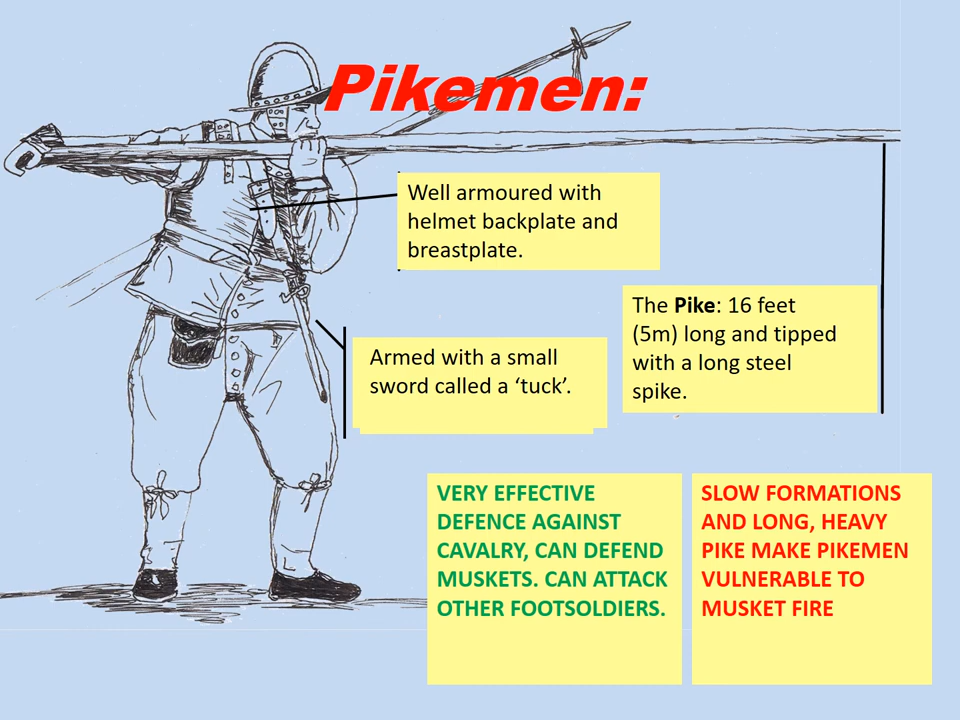 Pikemen:
Well armoured with
helmet backplate and
breastplate.
The Pike: 16 feet
(5m) long and tipped
with a long steel
spike.
Armed with a small
sword called a ‘tuck’.
VERY EFFECTIVE
DEFENCE AGAINST
CAVALRY, CAN DEFEND
MUSKETS. CAN ATTACK
OTHER FOOTSOLDIERS.
SLOW FORMATIONS
AND LONG, HEAVY
PIKE MAKE PIKEMEN
VULNERABLE TO
MUSKET FIRE